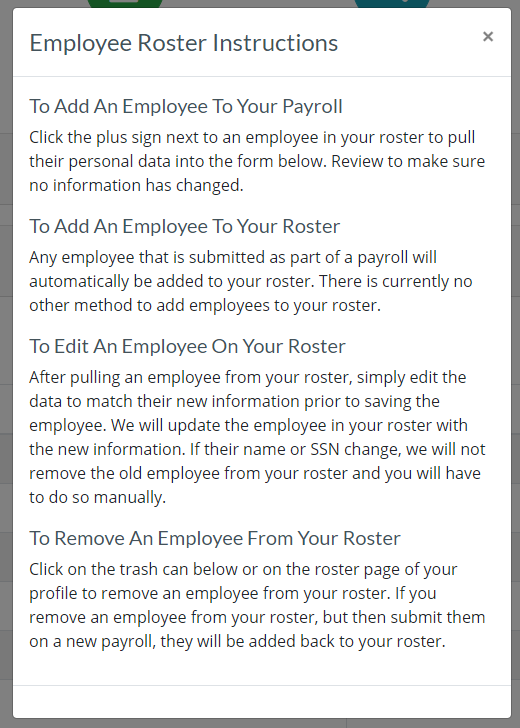 Employee Roster Instructions
×
To Add An Employee To Your Payroll
Click the plus sign next to an employee in your roster to pull
their personal data into the form below. Review to make sure
no information has changed.
To Add An Employee To Your Roster
Any employee that is submitted as part of a payroll will
automatically be added to your roster. There is currently no
other method to add employees to your roster.
To Edit An Employee On Your Roster
After pulling an employee from your roster, simply edit the
data to match their new information prior to saving the
employee. We will update the employee in your roster with
the new information. If their name or SSN change, we will not
remove the old employee from your roster and you will have
to do so manually.
To Remove An Employee From Your Roster
Click on the trash can below or on the roster page of your
profile to remove an employee from your roster. If you
remove an employee from your roster, but then submit them
on a new payroll, they will be added back to your roster.